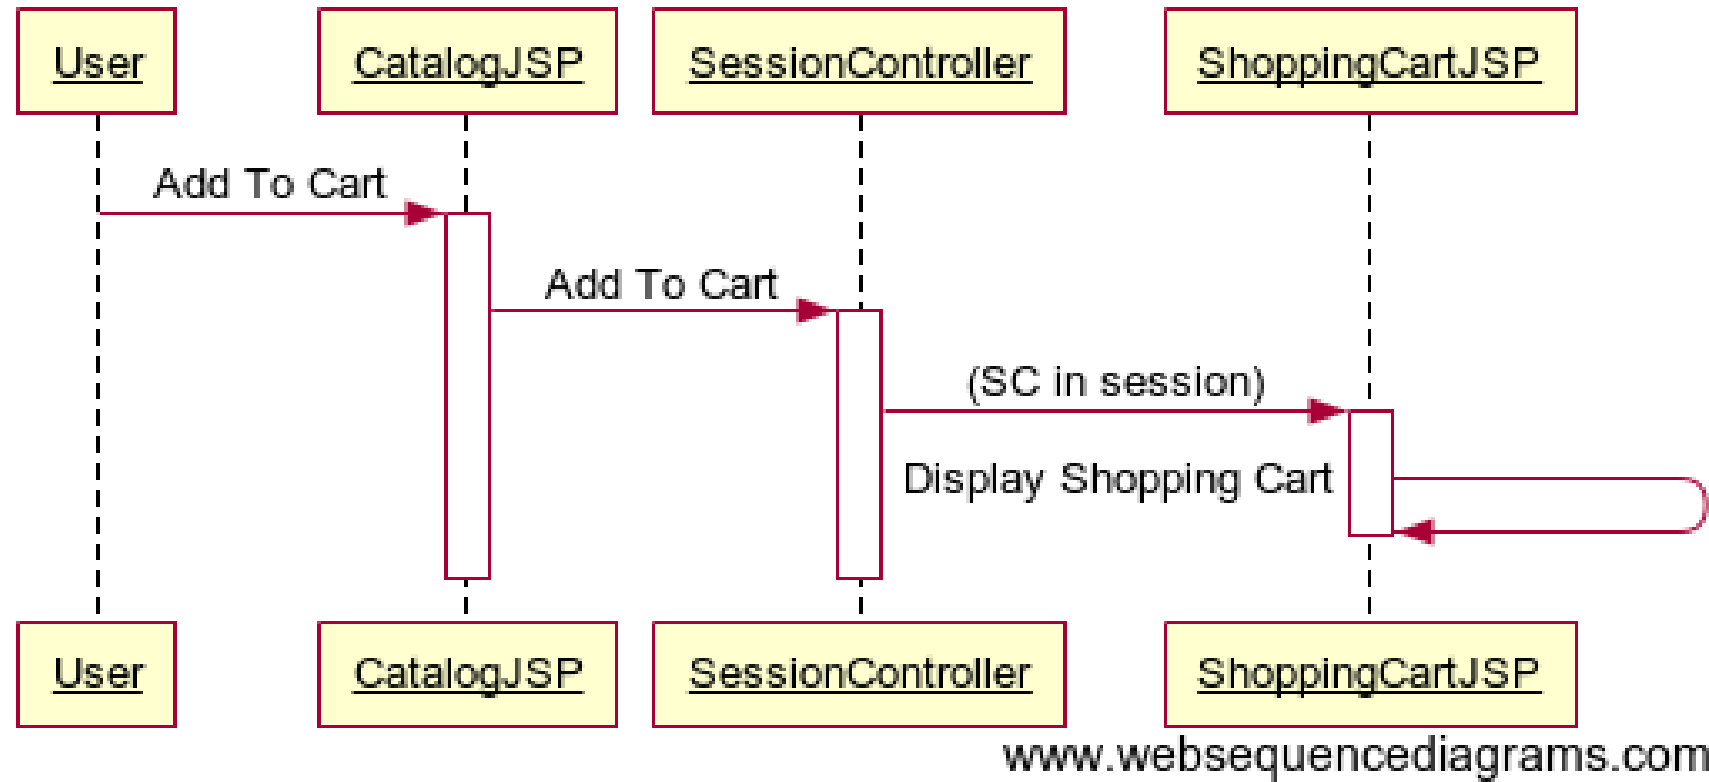 User CatalogJSP SessionController ShoppingCartJSP
Add To Cart
Add To Cart
(SC in session)
Display Shopping Cart
User CatalogJSP SessionController ShoppingCartJSP
www.websequencediagrams.com